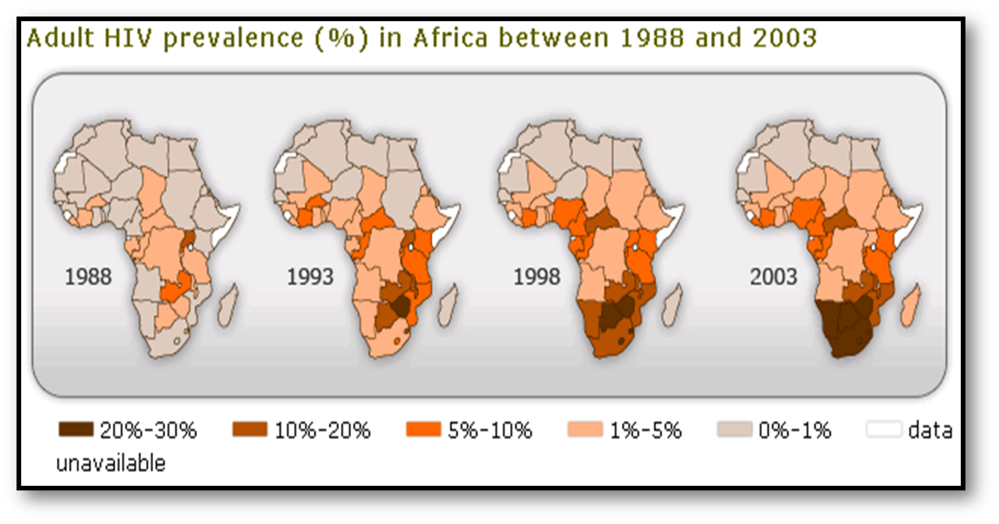 Adult HIV prevalence (%) in Africa between 1988 and 2003
1988
1993
1998
2003
20%-30% 10%-20% 5%-10% 1%-5% 0%-1% data
unavailable